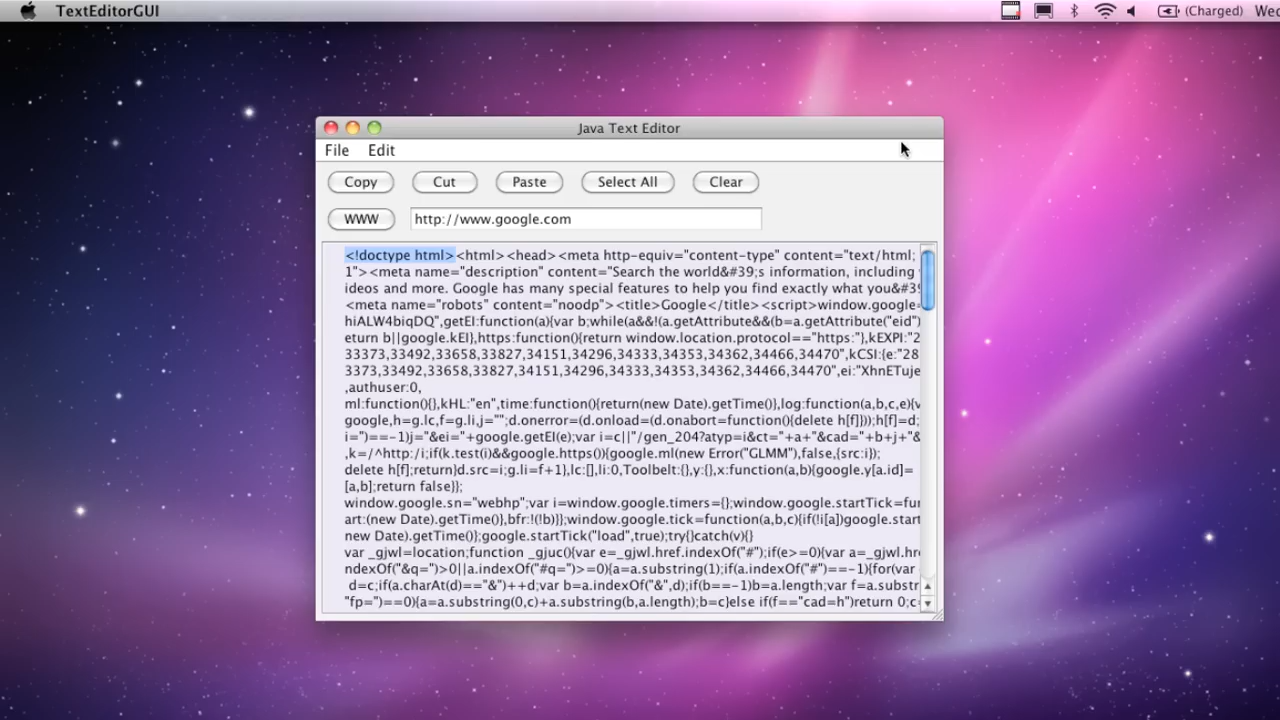 TextEditorGUI
(Charged)
Java Text Editor
File Edit
Copy Cut Paste Select All Clear
WWW http://www.google.com
<!doctype html><html><head><meta http-equiv="content-type" content="text/html;
1"><meta name="description" content="Search the world&#39;s information, including
ideos and more. Google has many special features to help you find exactly what you&#39
<meta name="robots" content="noodp"><title>Google</title><script>window.google=
hiALW4biqDQ",getEI:function(a){var b;while(a&&!(a.getAttribute&&(b=a.getAttribute("eid")
eturn b||google.kEI},https:function(){return window.location.protocol=="https:"},kEXPI:"2
33373,33492,33658,33827,34151,34296,34333,34353,34362,34466,34470",kCSI:{e:"28
3373,33492,33658,33827,34151,34296,34333,34353,34362,34466,34470",ei:"XhnETuje
,authuser:0,
ml:function(){},kHL:"en",time:function(){return(new Date).getTime()},log:function(a,b,c,e){v
google,h=g.lc,f=g.li,j="";d.onerror=(d.onload=(d.onabort=function(){delete h[f]}));h[f]=d;
i=")==-1)j="&ei="+google.getEI(e);var i=c||"/gen_204?atyp=i&ct="+a+"&cad="+b+j+"&
,k=/^http:/i;if(k.test(i)&&google.https()){google.ml(new Error("GLMM"),false,{src:i});
delete h[f];return}d.src=i;g.li=f+1},lc:[],li:0,Toolbelt:{},y:{},x:function(a,b){google.y[a.id]=
[a,b];return false}};
window.google.sn="webhp";var i=window.google.timers={};window.google.startTick=fun
art:(new Date).getTime()},bfr:!(!b)}};window.google.tick=function(a,b,c){if(!i[a])google.start
new Date).getTime()};google.startTick("load",true);try{}catch(v){}
var _gjwl=location;function _gjuc(){var e=_gjwl.href.indexOf("#");if(e>=0){var a=_gjwl.hre
ndexOf("&q=")>0||a.indexOf("#q=")>=0){a=a.substring(1);if(a.indexOf("#")==-1){for(var
d=c;if(a.charAt(d)=="&")++d;var b=a.indexOf("&",d);if(b==-1)b=a.length;var f=a.substr
"fp=")==0){a=a.substring(0,c)+a.substring(b,a.length);b=c}else if(f=="cad=h")return 0;c=